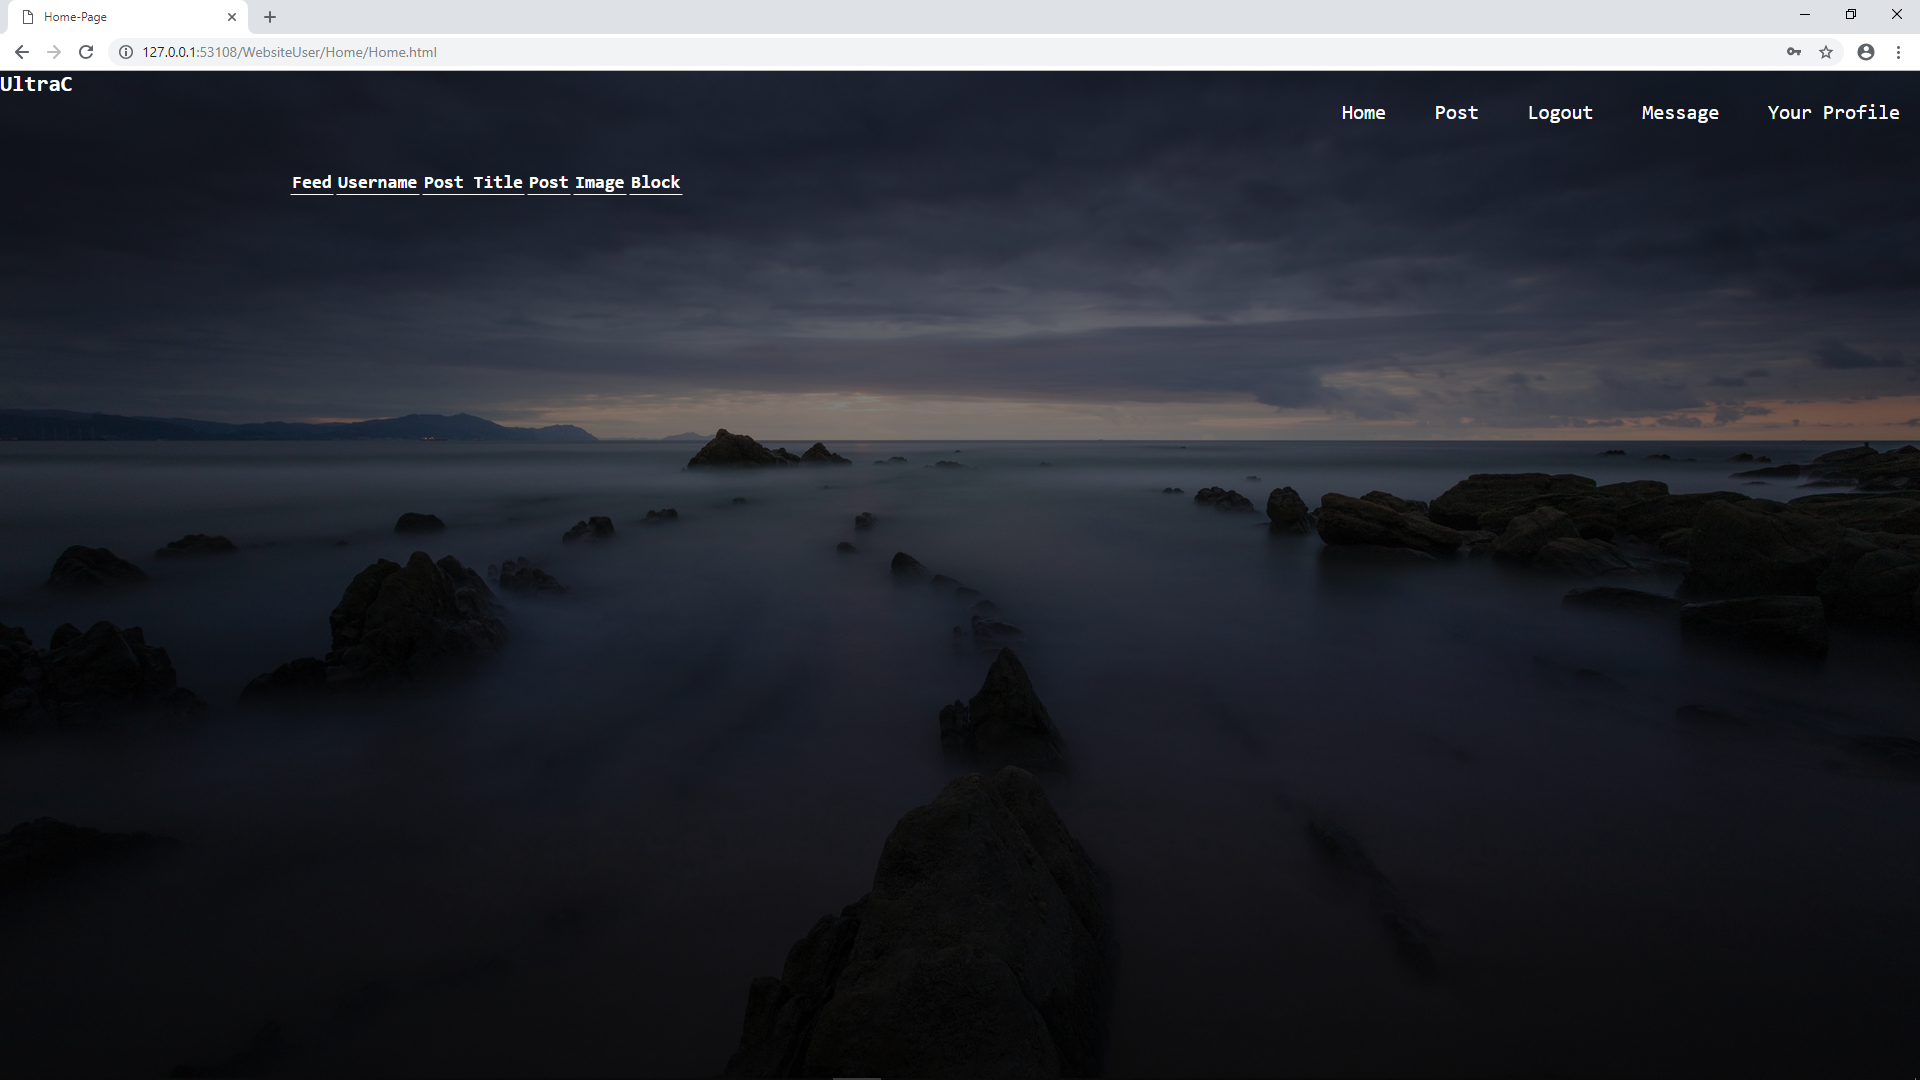 Home-Page
127.0.0.1:53108/WebsiteUser/Home/Home.html
UltraC
Home Post Logout Message Your Profile
Feed Username Post Title Post Image Block